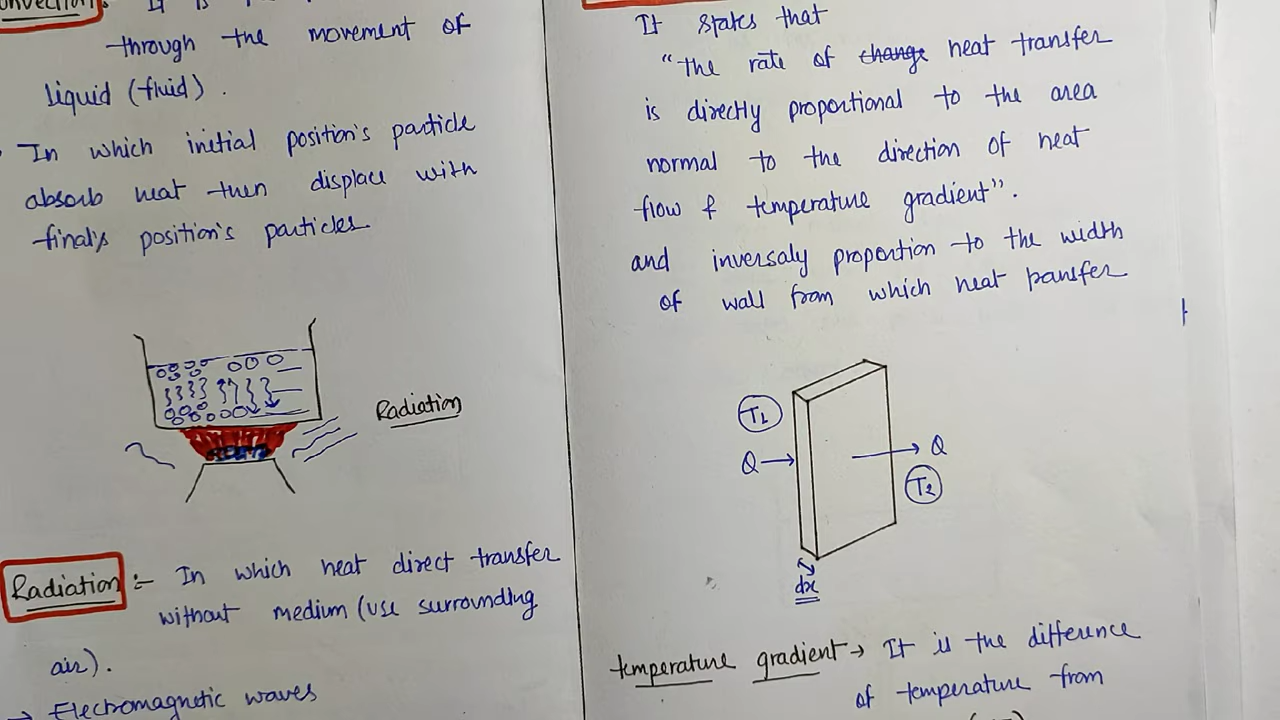 It is
through the movement of
liquid (fluid).
In which initial position's particle
absorb heat then displace with
final's position's particles
Radiation
Radiation :- In which heat direct transfer
without medium (use surrounding
air).
→ Electromagnetic waves
It states that
"the rate of change heat transfer
is directly proportional to the area
normal to the direction of heat
flow & temperature gradient".
and inversaly proportion to the width
of wall from which heat transfer
T1
Q → → Q
T2
dx
temperature gradient → It is the difference
of temperature from